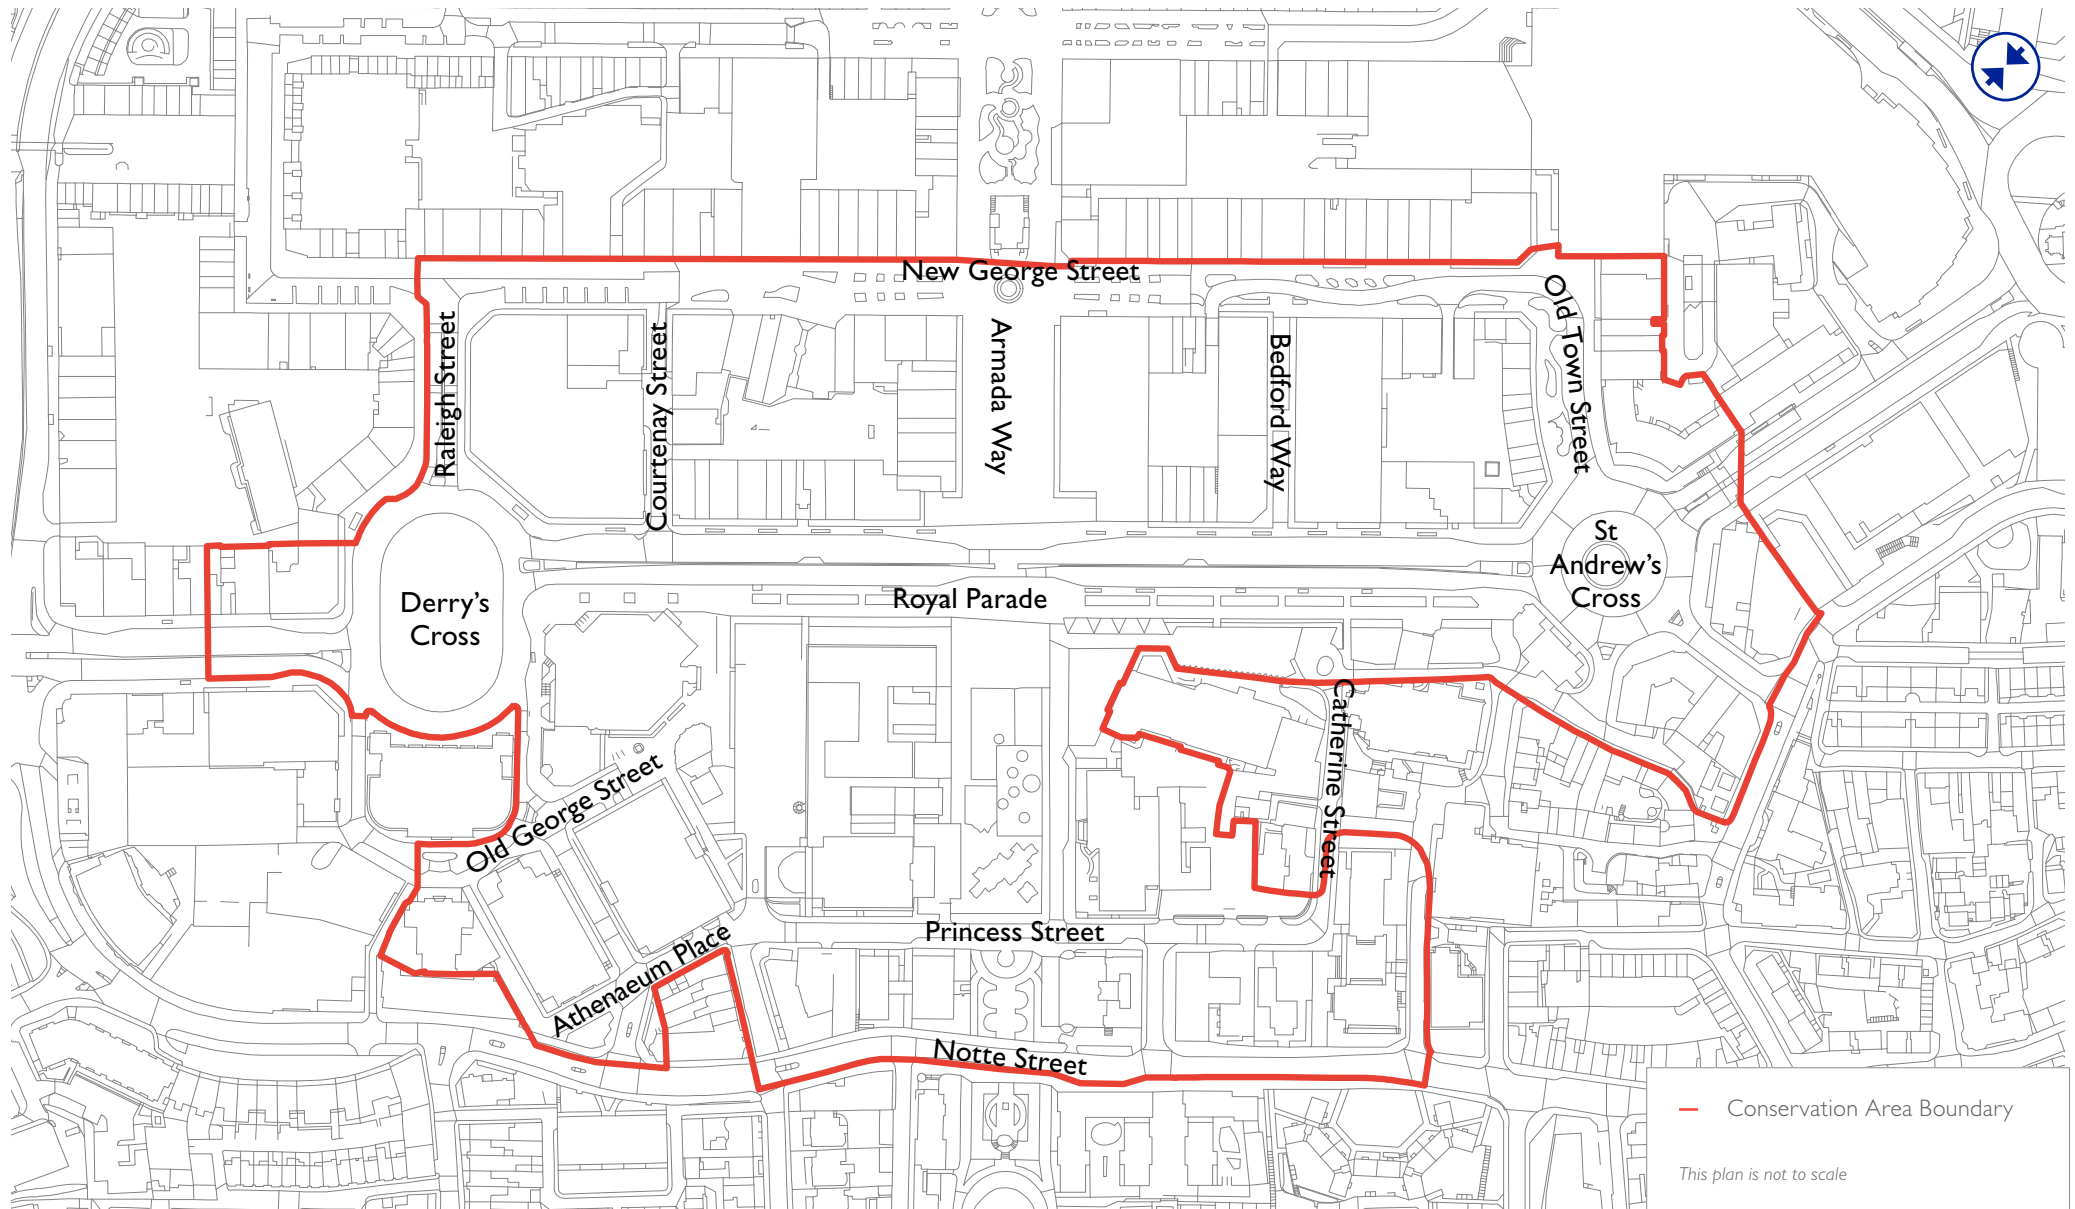 New George Street
Raleigh Street
Courtenay Street
Armada Way
Bedford Way
Old Town Street
St
Andrew's
Cross
Derry's
Cross
Royal Parade
Catherine Street
Old George Street
Princess Street
Athenaeum Place
Notte Street
Conservation Area Boundary
This plan is not to scale